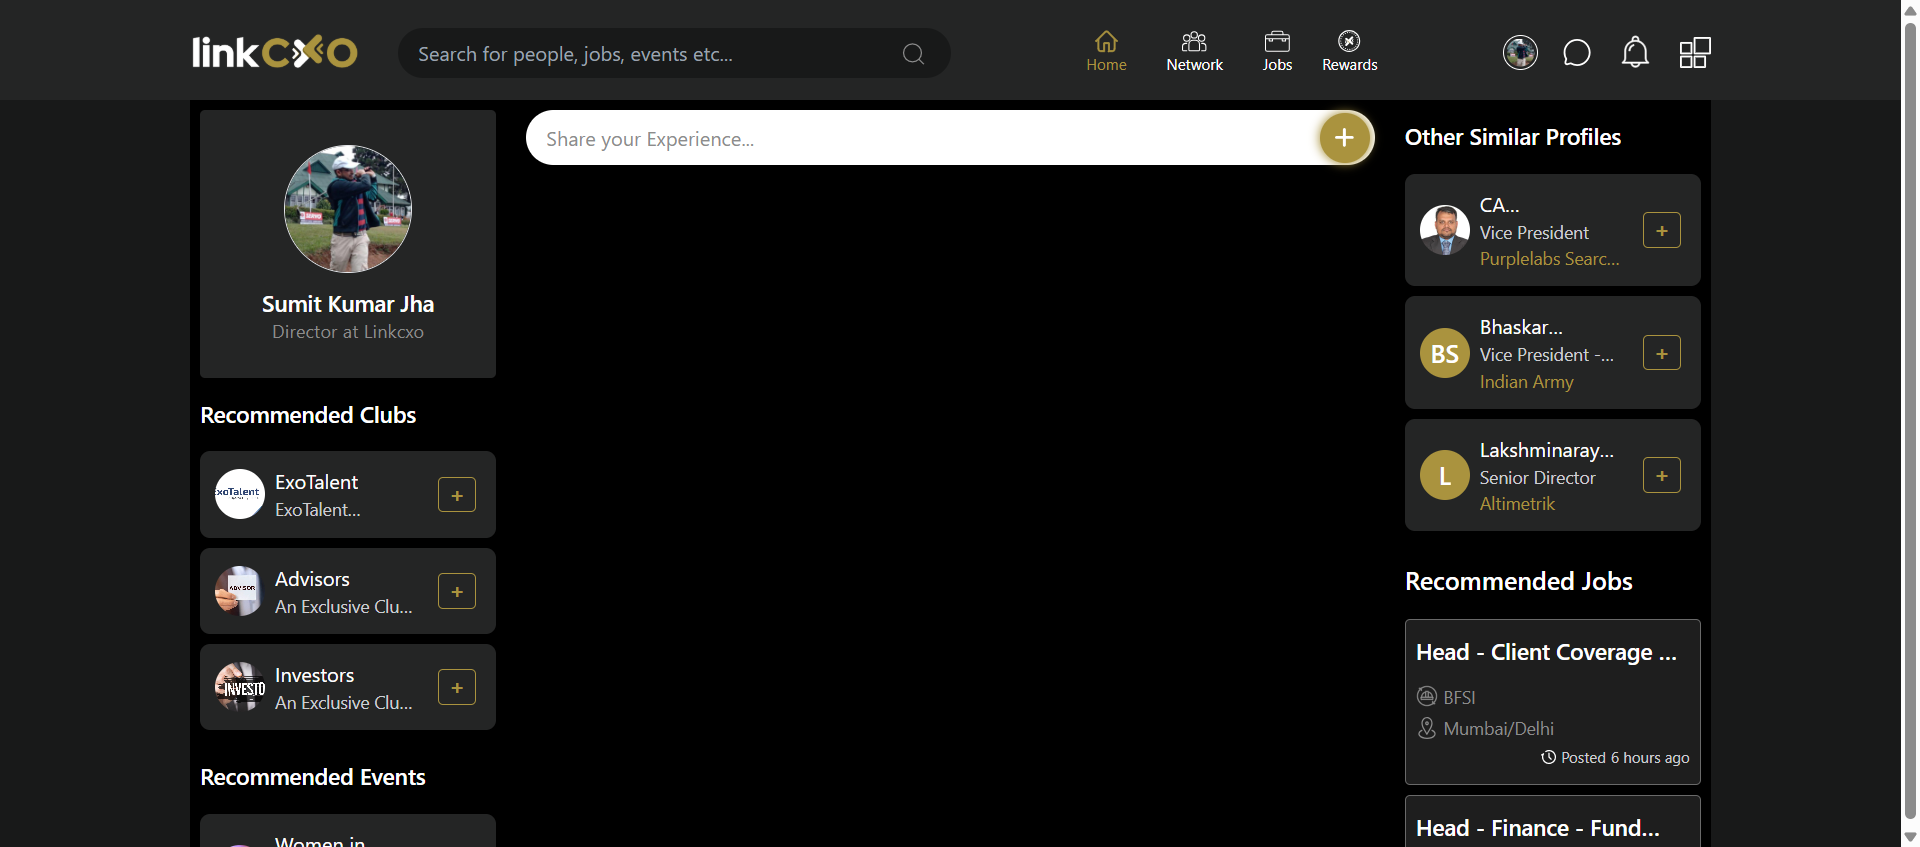 linkcxo
Search for people, jobs, events etc...
Home
Network
Jobs
Rewards
Sumit Kumar Jha
Director at Linkcxo
Recommended Clubs
ExoTalent
ExoTalent
ExoTalent...
ADVISOR
Advisors
An Exclusive Clu...
INVESTO
Investors
An Exclusive Clu...
Recommended Events
Women in
Share your Experience...
Other Similar Profiles
CA...
Vice President
Purplelabs Searc...
BS
Bhaskar...
Vice President -...
Indian Army
L
Lakshminaray...
Senior Director
Altimetrik
Recommended Jobs
Head - Client Coverage ...
BFSI
Mumbai/Delhi
Posted 6 hours ago
Head - Finance - Fund...